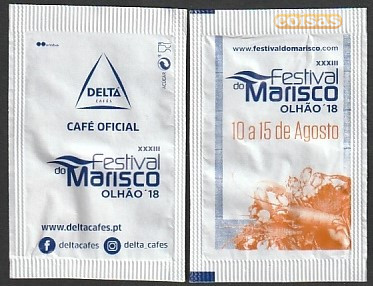 DELTA
CAFÉS
AÇÚCAR
CAFÉ OFICIAL
XXXIII
Festival
do Marisco
OLHÃO '18
www.deltacafes.pt
deltacafes
delta_cafes
coisas
www.festivaldomarisco.com
XXXIII
Festival
do Marisco
OLHÃO '18
10 a 15 de Agosto